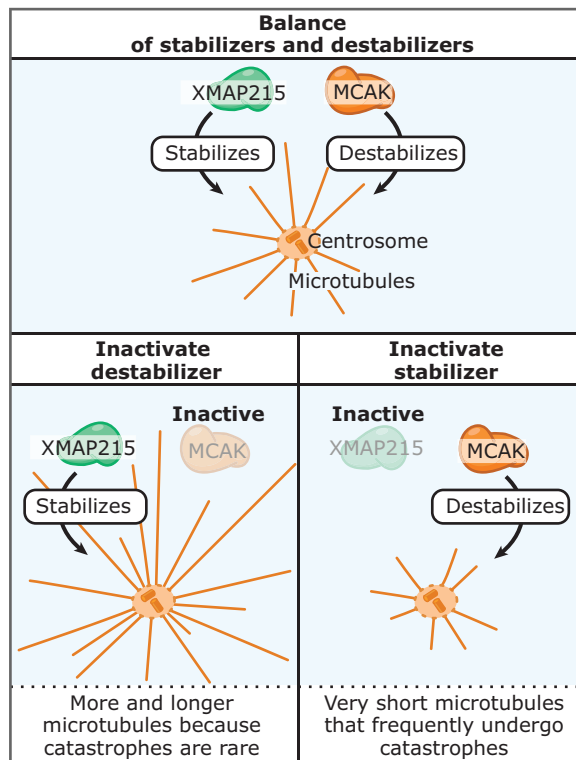 Balance
of stabilizers and destabilizers
XMAP215
MCAK
Stabilizes
Destabilizes
Centrosome
Microtubules
Inactivate
destabilizer
XMAP215
Inactive
MCAK
Stabilizes
More and longer
microtubules because
catastrophes are rare
Inactivate
stabilizer
Inactive
XMAP215
MCAK
Destabilizes
Very short microtubules
that frequently undergo
catastrophes